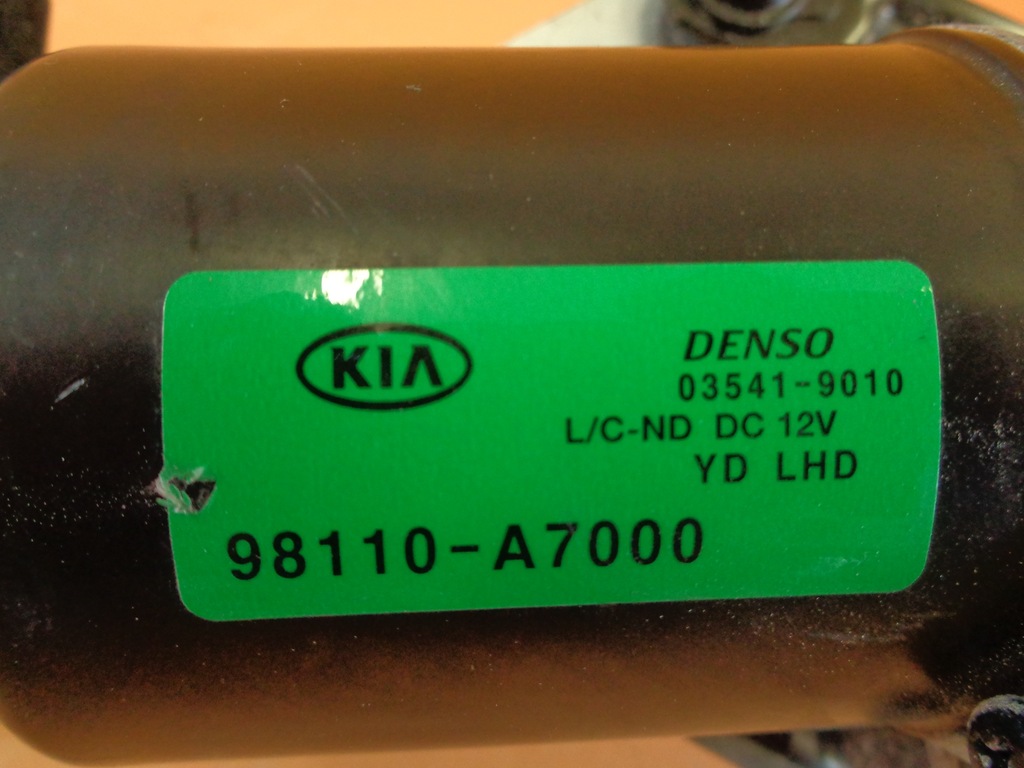 KIA
DENSO
03541-9010
L/C-ND DC 12V
YD LHD
98110-A7000